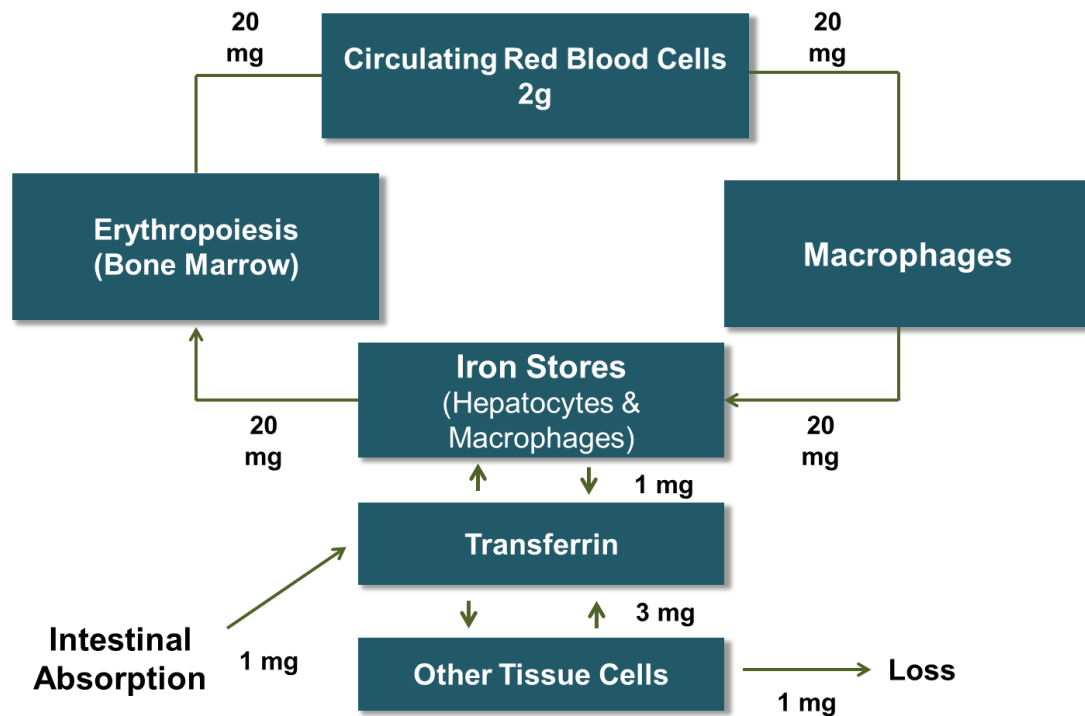 20
mg
Circulating Red Blood Cells
2g
20
mg
Erythropoiesis
(Bone Marrow)
Macrophages
Iron Stores
(Hepatocytes &
Macrophages)
20
mg
20
mg
1 mg
Transferrin
3 mg
Intestinal
Absorption
1 mg
Other Tissue Cells
Loss
1 mg